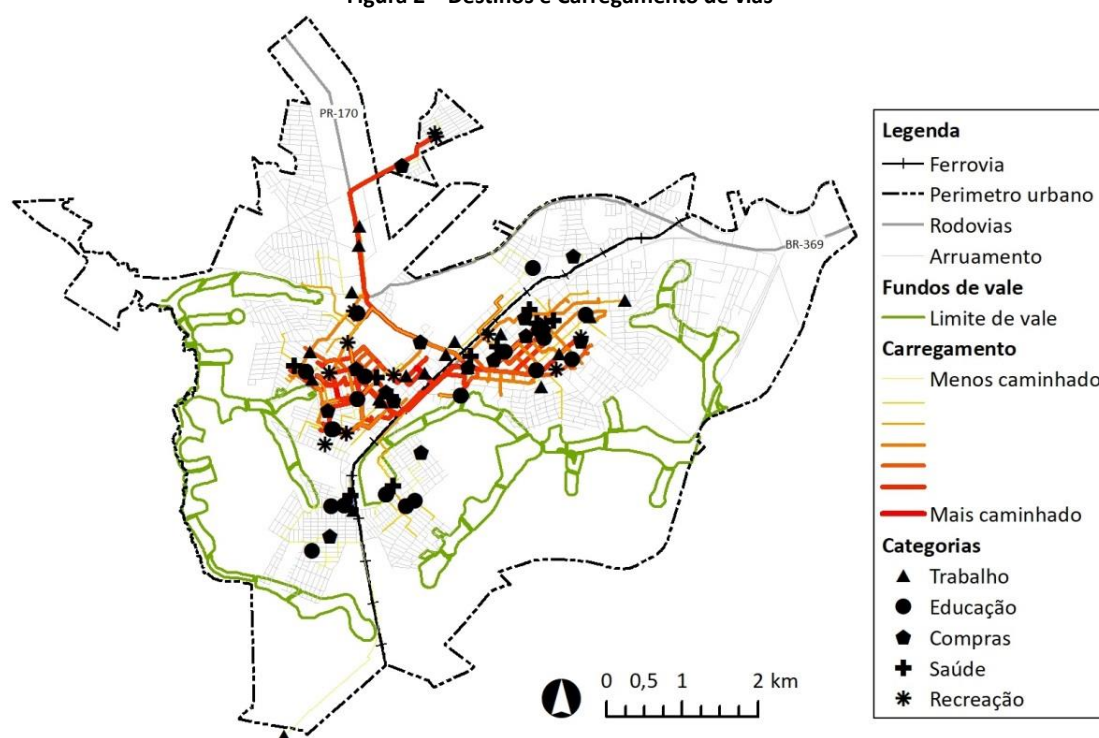 Figura 2 – Destinos e Carregamento de vias
PR-170
BR-369
Legenda
Ferrovia
Perimetro urbano
Rodovias
Arruamento
Fundos de vale
Limite de vale
Carregamento
Menos caminhado
Mais caminhado
Categorias
Trabalho
Educação
Compras
Saúde
Recreação
0 0,5 1 2 km